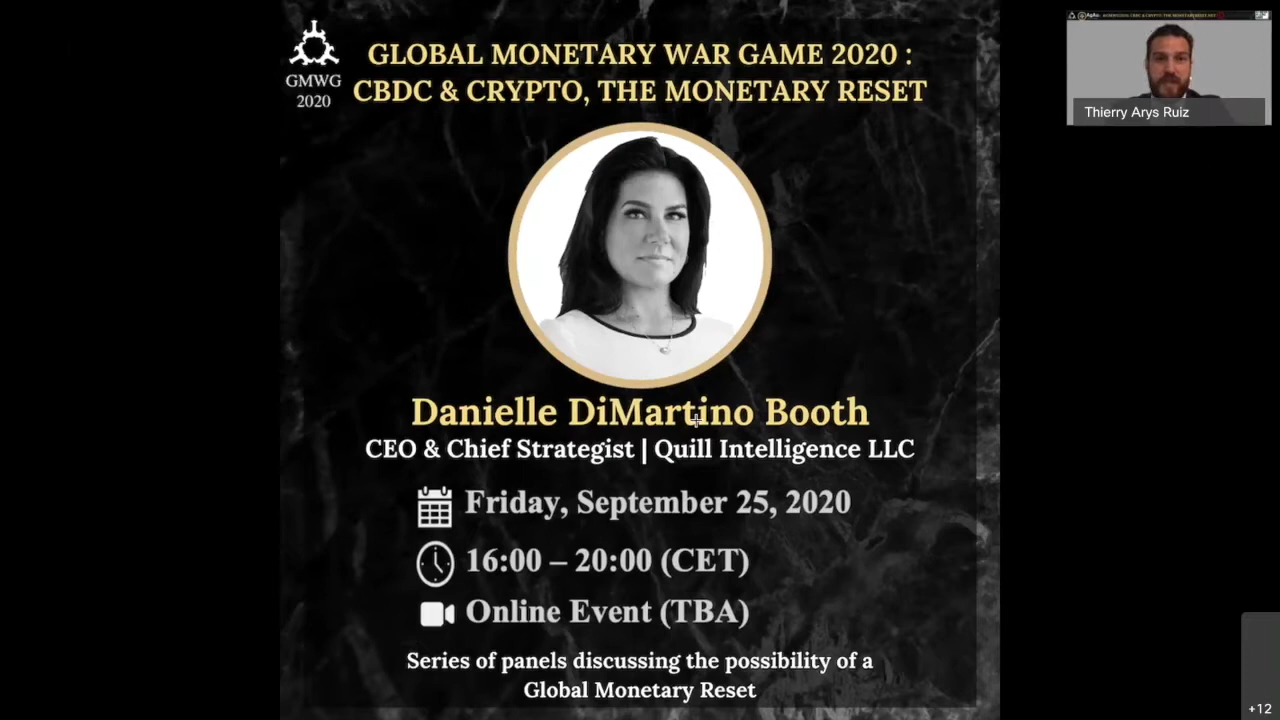 GMWG
2020
GLOBAL MONETARY WAR GAME 2020 :
CBDC & CRYPTO, THE MONETARY RESET
Thierry Arys Ruiz
Danielle DiMartino Booth
CEO & Chief Strategist | Quill Intelligence LLC
Friday, September 25, 2020
16:00 – 20:00 (CET)
Online Event (TBA)
Series of panels discussing the possibility of a
Global Monetary Reset
+12